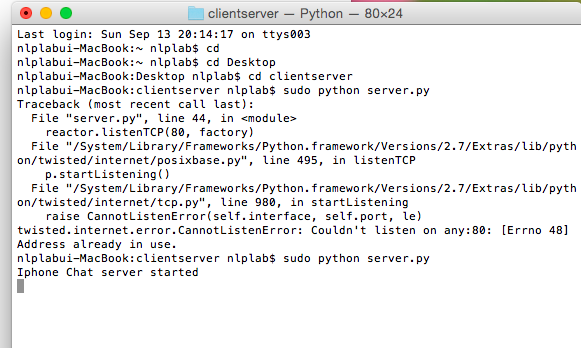 clientserver — Python — 80×24
Last login: Sun Sep 13 20:14:17 on ttys003
nlplabui-MacBook:~ nlplab$ cd
nlplabui-MacBook:~ nlplab$ cd Desktop
nlplabui-MacBook:Desktop nlplab$ cd clientserver
nlplabui-MacBook:clientserver nlplab$ sudo python server.py
Traceback (most recent call last):
  File "server.py", line 44, in <module>
    reactor.listenTCP(80, factory)
  File "/System/Library/Frameworks/Python.framework/Versions/2.7/Extras/lib/pyth
on/twisted/internet/posixbase.py", line 495, in listenTCP
    p.startListening()
  File "/System/Library/Frameworks/Python.framework/Versions/2.7/Extras/lib/pyth
on/twisted/internet/tcp.py", line 980, in startListening
    raise CannotListenError(self.interface, self.port, le)
twisted.internet.error.CannotListenError: Couldn't listen on any:80: [Errno 48]
Address already in use.
nlplabui-MacBook:clientserver nlplab$ sudo python server.py
Iphone Chat server started